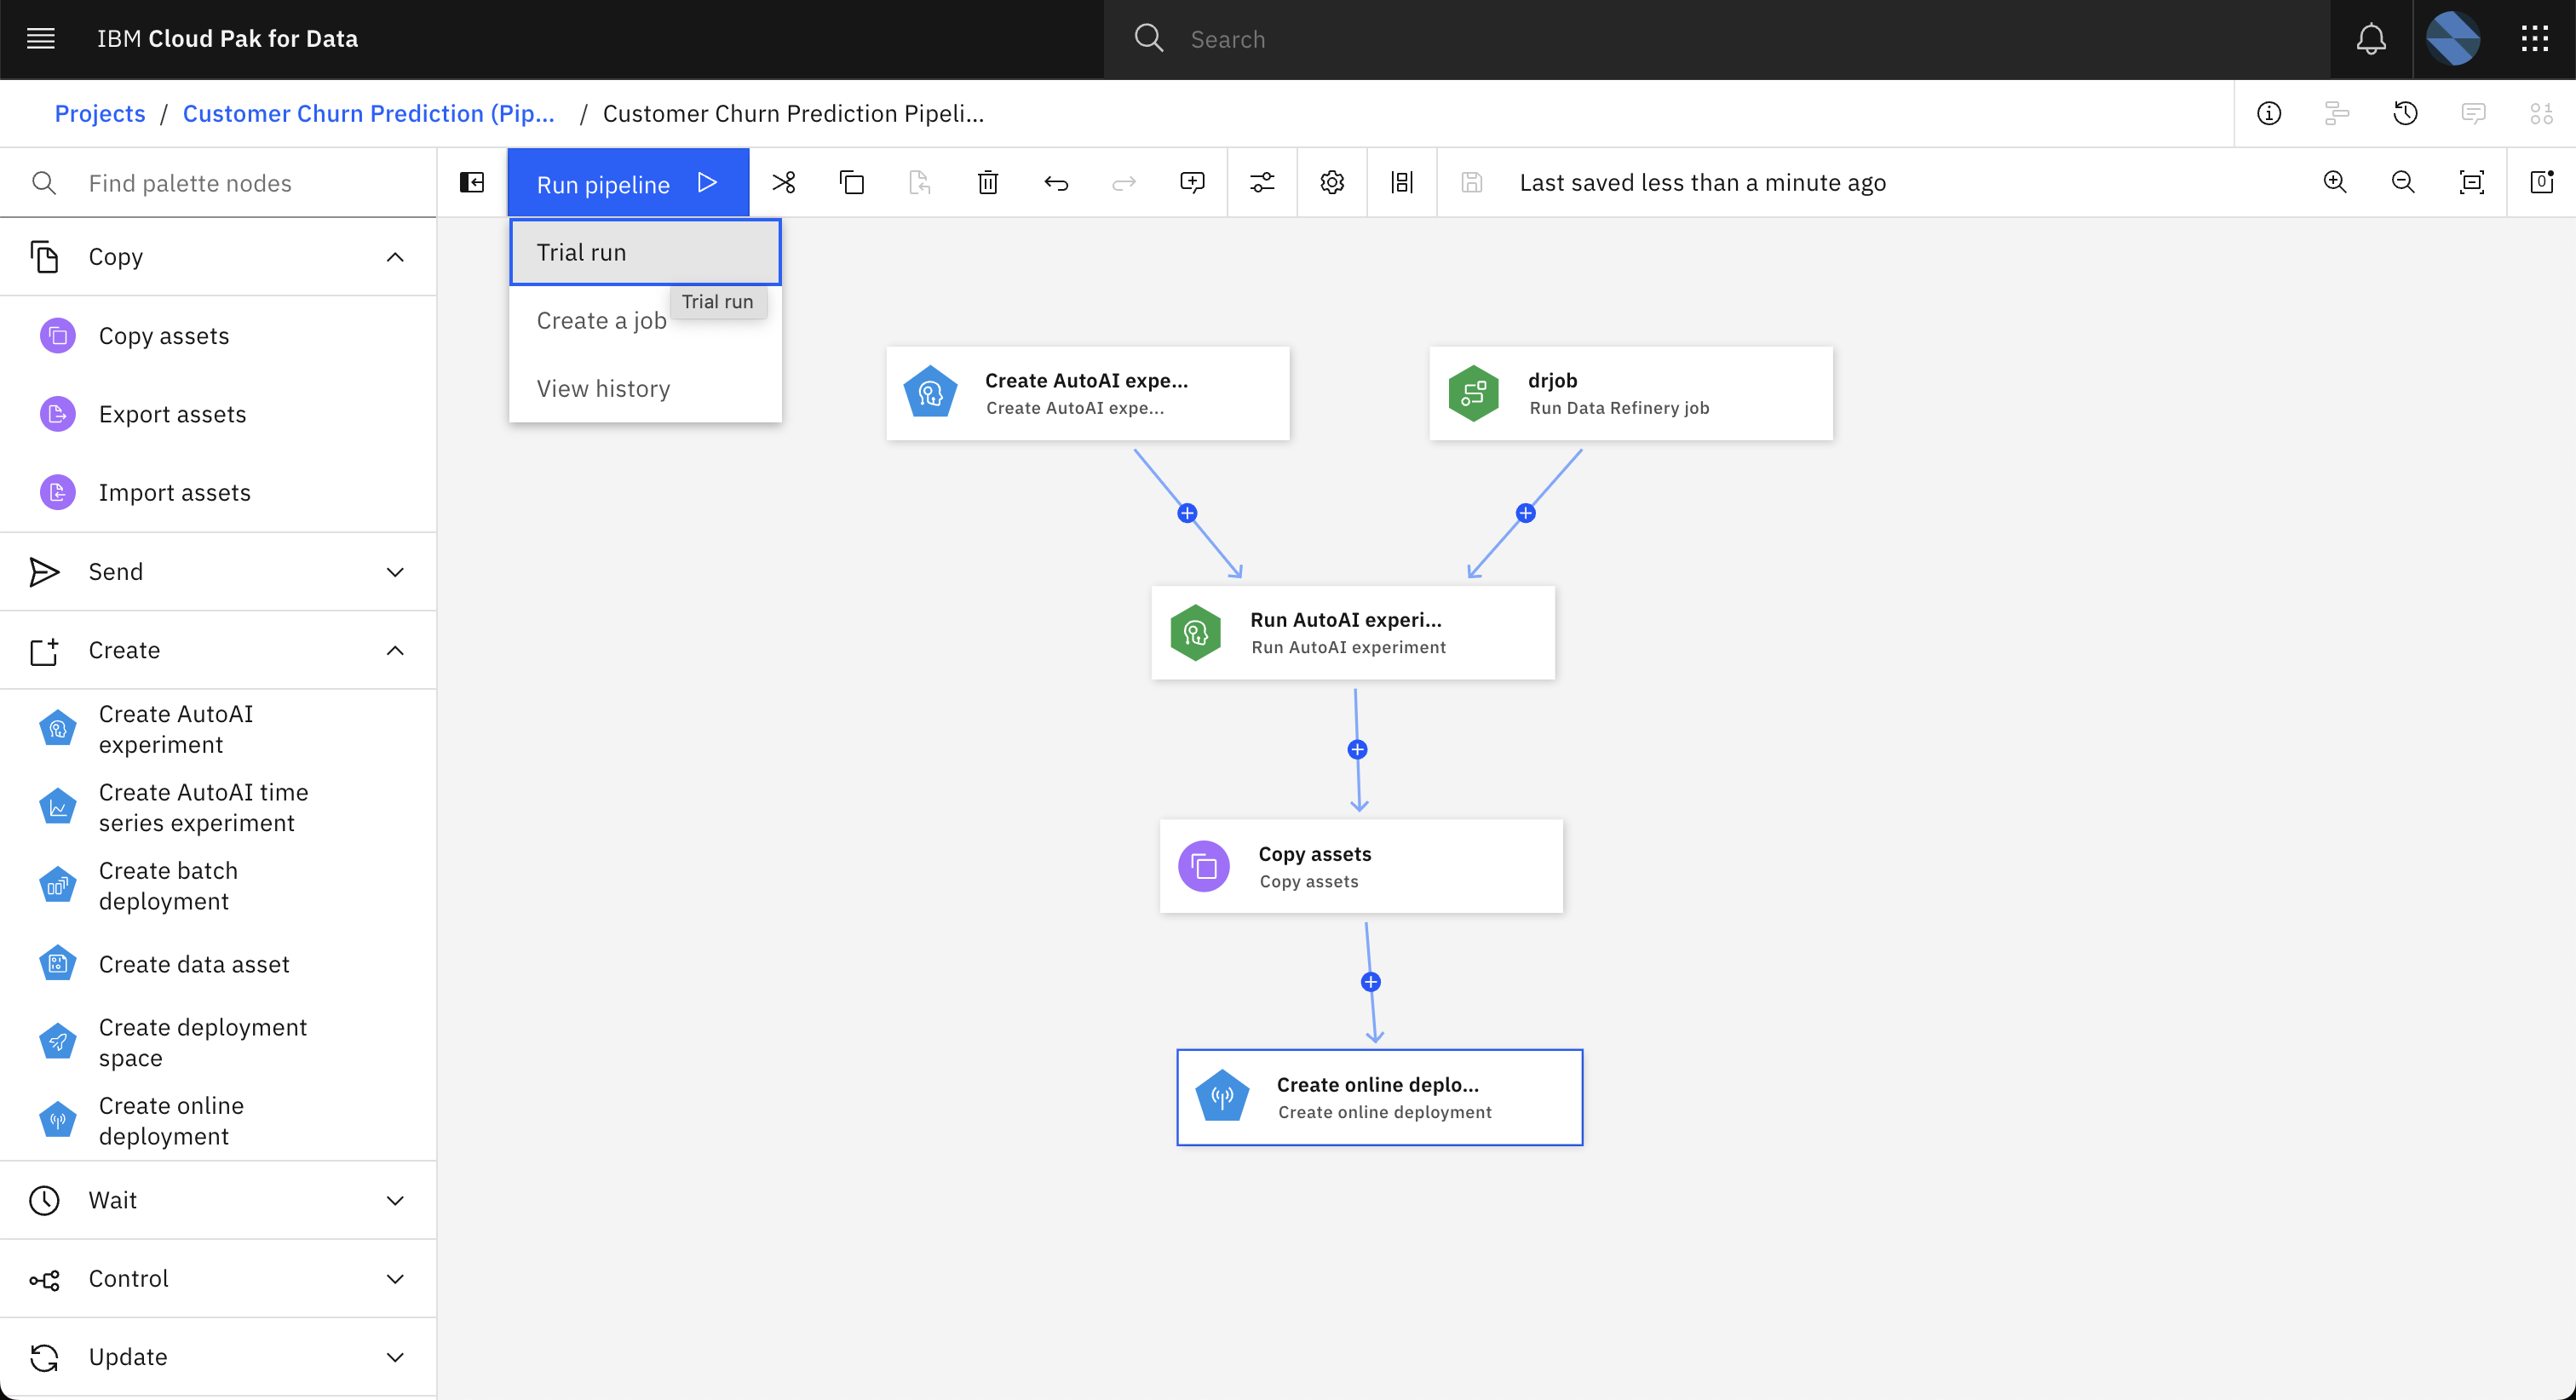 IBM Cloud Pak for Data
Search
Projects / Customer Churn Prediction (Pip... / Customer Churn Prediction Pipeli...
Find palette nodes
Run pipeline
Last saved less than a minute ago
Copy
Copy assets
Export assets
Import assets
Send
Create
Create AutoAI
experiment
Create AutoAI time
series experiment
Create batch
deployment
Create data asset
Create deployment
space
Create online
deployment
Wait
Control
Update
Trial run
Trial run
Create a job
View history
Create AutoAI expe...
Create AutoAI expe...
drjob
Run Data Refinery job
Run AutoAI experi...
Run AutoAI experiment
Copy assets
Copy assets
Create online deplo...
Create online deployment